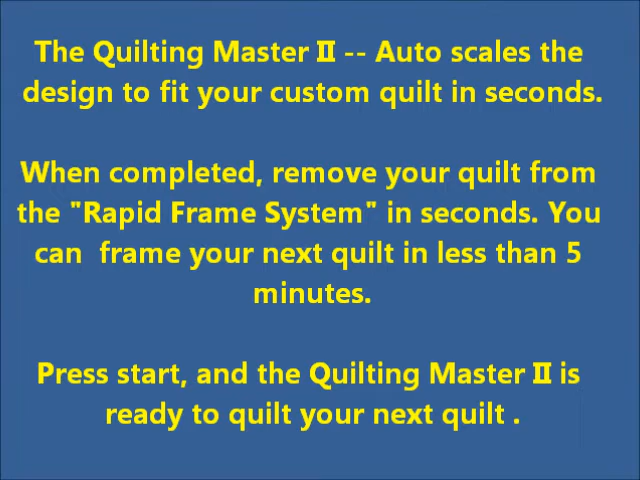 The Quilting Master II -- Auto scales the
design to fit your custom quilt in seconds.
When completed, remove your quilt from
the "Rapid Frame System" in seconds. You
can  frame your next quilt in less than 5
minutes.
Press start, and the Quilting Master II is
ready to quilt your next quilt .